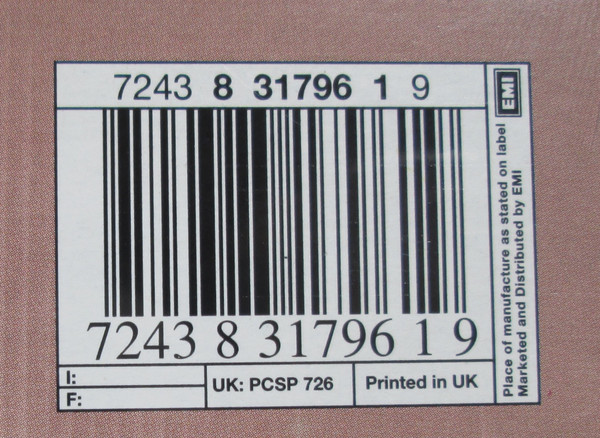 7243 8 31796 1 9
7243 8 31796 1 9
I:
F:
UK: PCSP 726
Printed in UK
EMI
Place of manufacture as stated on label
Marketed and Distributed by EMI